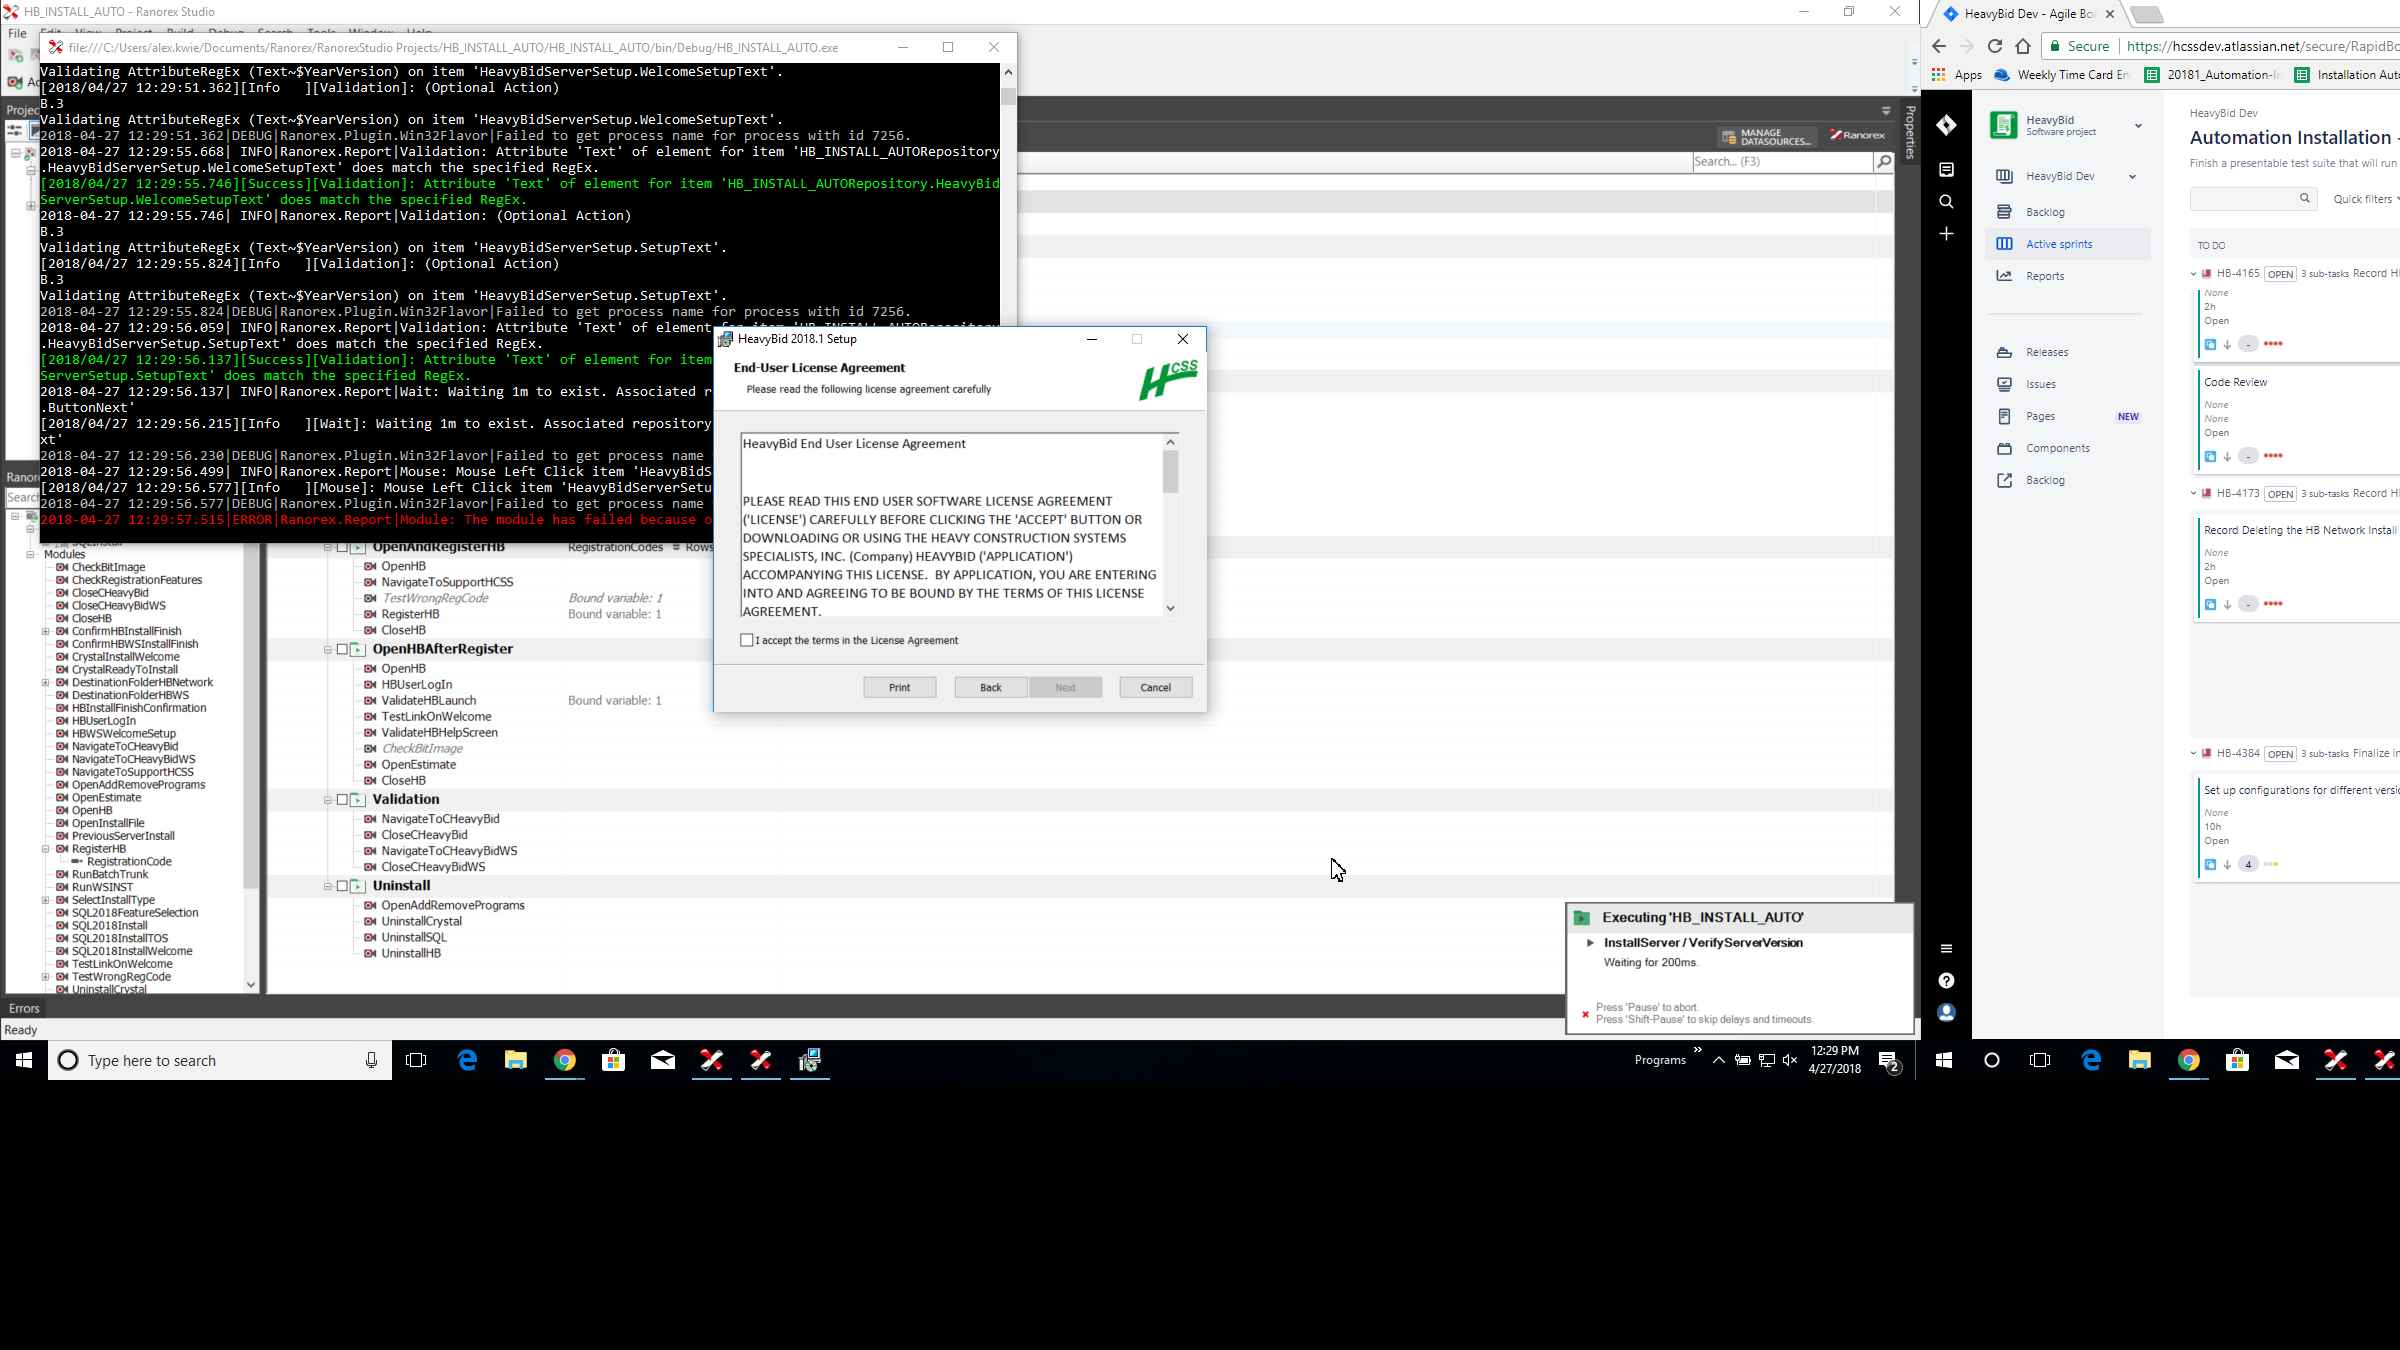 HB_INSTALL_AUTO - Ranorex Studio
File
file:///C:/Users/alex.kwie/Documents/Ranorex/RanorexStudio Projects/HB_INSTALL_AUTO/HB_INSTALL_AUTO/bin/Debug/HB_INSTALL_AUTO.exe
Validating AttributeRegEx (Text~$YearVersion) on item 'HeavyBidServerSetup.WelcomeSetupText'.
[2018/04/27 12:29:51.362][Info   ][Validation]: (Optional Action)
B.3
Validating AttributeRegEx (Text~$YearVersion) on item 'HeavyBidServerSetup.WelcomeSetupText'.
2018-04-27 12:29:51.362|DEBUG|Ranorex.Plugin.Win32Flavor|Failed to get process name for process with id 7256.
2018-04-27 12:29:55.668| INFO|Ranorex.Report|Validation: Attribute 'Text' of element for item 'HB_INSTALL_AUTORepository
.HeavyBidServerSetup.WelcomeSetupText' does match the specified RegEx.
[2018/04/27 12:29:55.746][Success][Validation]: Attribute 'Text' of element for item 'HB_INSTALL_AUTORepository.HeavyBid
ServerSetup.WelcomeSetupText' does match the specified RegEx.
2018-04-27 12:29:55.746| INFO|Ranorex.Report|Validation: (Optional Action)
B.3
Validating AttributeRegEx (Text~$YearVersion) on item 'HeavyBidServerSetup.SetupText'.
[2018/04/27 12:29:55.824][Info   ][Validation]: (Optional Action)
B.3
Validating AttributeRegEx (Text~$YearVersion) on item 'HeavyBidServerSetup.SetupText'.
2018-04-27 12:29:55.824|DEBUG|Ranorex.Plugin.Win32Flavor|Failed to get process name for process with id 7256.
2018-04-27 12:29:56.059| INFO|Ranorex.Report|Validation: Attribute 'Text' of element for item 'HB_INSTALL_AUTORepository
.HeavyBidServerSetup.SetupText' does match the specified RegEx.
[2018/04/27 12:29:56.137][Success][Validation]: Attribute 'Text' of element for item
ServerSetup.SetupText' does match the specified RegEx.
2018-04-27 12:29:56.137| INFO|Ranorex.Report|Wait: Waiting 1m to exist. Associated r
.ButtonNext'
[2018/04/27 12:29:56.215][Info   ][Wait]: Waiting 1m to exist. Associated repository
xt'
2018-04-27 12:29:56.230|DEBUG|Ranorex.Plugin.Win32Flavor|Failed to get process name
2018-04-27 12:29:56.499| INFO|Ranorex.Report|Mouse: Mouse Left Click item 'HeavyBidS
[2018/04/27 12:29:56.577][Info   ][Mouse]: Mouse Left Click item 'HeavyBidServerSetu
2018-04-27 12:29:56.577|DEBUG|Ranorex.Plugin.Win32Flavor|Failed to get process name
2018-04-27 12:29:57.515|ERROR|Ranorex.Report|Module: The module has failed because o
Projec
Ranor
Search
Modules
CheckBitImage
CheckRegistrationFeatures
CloseCHeavyBid
CloseCHeavyBidWS
CloseHB
ConfirmHBInstallFinish
ConfirmHBWSInstallFinish
CrystalInstallWelcome
CrystalReadyToInstall
DestinationFolderHBNetwork
DestinationFolderHBWS
HBInstallFinishConfirmation
HBUserLogIn
HBWSWelcomeSetup
NavigateToCHeavyBid
NavigateToCHeavyBidWS
NavigateToSupportHCSS
OpenAddRemovePrograms
OpenEstimate
OpenHB
OpenInstallFile
PreviousServerInstall
RegisterHB
RegistrationCode
RunBatchTrunk
RunWSINST
SelectInstallType
SQL2018FeatureSelection
SQL2018Install
SQL2018InstallTOS
SQL2018InstallWelcome
TestLinkOnWelcome
TestWrongRegCode
UninstallCrystal
OpenAndRegisterHB RegistrationCodes = Rows
OpenHB
NavigateToSupportHCSS
TestWrongRegCode Bound variable: 1
RegisterHB Bound variable: 1
CloseHB
OpenHBAfterRegister
OpenHB
HBUserLogIn
ValidateHBLaunch Bound variable: 1
TestLinkOnWelcome
ValidateHBHelpScreen
CheckBitImage
OpenEstimate
CloseHB
Validation
NavigateToCHeavyBid
CloseCHeavyBid
NavigateToCHeavyBidWS
CloseCHeavyBidWS
Uninstall
OpenAddRemovePrograms
UninstallCrystal
UninstallSQL
UninstallHB
MANAGE
DATASOURCES...
Ranorex
Search... (F3)
Properties
HeavyBid 2018.1 Setup
End-User License Agreement
Please read the following license agreement carefully
HCSS
HeavyBid End User License Agreement
PLEASE READ THIS END USER SOFTWARE LICENSE AGREEMENT
('LICENSE') CAREFULLY BEFORE CLICKING THE 'ACCEPT' BUTTON OR
DOWNLOADING OR USING THE HEAVY CONSTRUCTION SYSTEMS
SPECIALISTS, INC. (Company) HEAVYBID ('APPLICATION')
ACCOMPANYING THIS LICENSE.  BY APPLICATION, YOU ARE ENTERING
INTO AND AGREEING TO BE BOUND BY THE TERMS OF THIS LICENSE
AGREEMENT.
I accept the terms in the License Agreement
Print Back Next Cancel
Executing 'HB_INSTALL_AUTO'
InstallServer / VerifyServerVersion
Waiting for 200ms.
Press 'Pause' to abort.
Press 'Shift-Pause' to skip delays and timeouts.
Errors
Ready
Type here to search
Programs
12:29 PM
4/27/2018
2
HeavyBid Dev - Agile Bo
Secure https://hcssdev.atlassian.net/secure/RapidBo
Apps Weekly Time Card En 20181_Automation-I Installation Auto
HeavyBid
Software project
HeavyBid Dev
Backlog
Active sprints
Reports
Releases
Issues
Pages NEW
Components
Backlog
HeavyBid Dev
Automation Installation -
Finish a presentable test suite that will run
Quick filters
TO DO
HB-4165 OPEN 3 sub-tasks Record H
None
2h
Open
-
Code Review
None
None
Open
-
HB-4173 OPEN 3 sub-tasks Record H
Record Deleting the HB Network Install
None
2h
Open
-
HB-4384 OPEN 3 sub-tasks Finalize in
Set up configurations for different versio
None
10h
Open
4